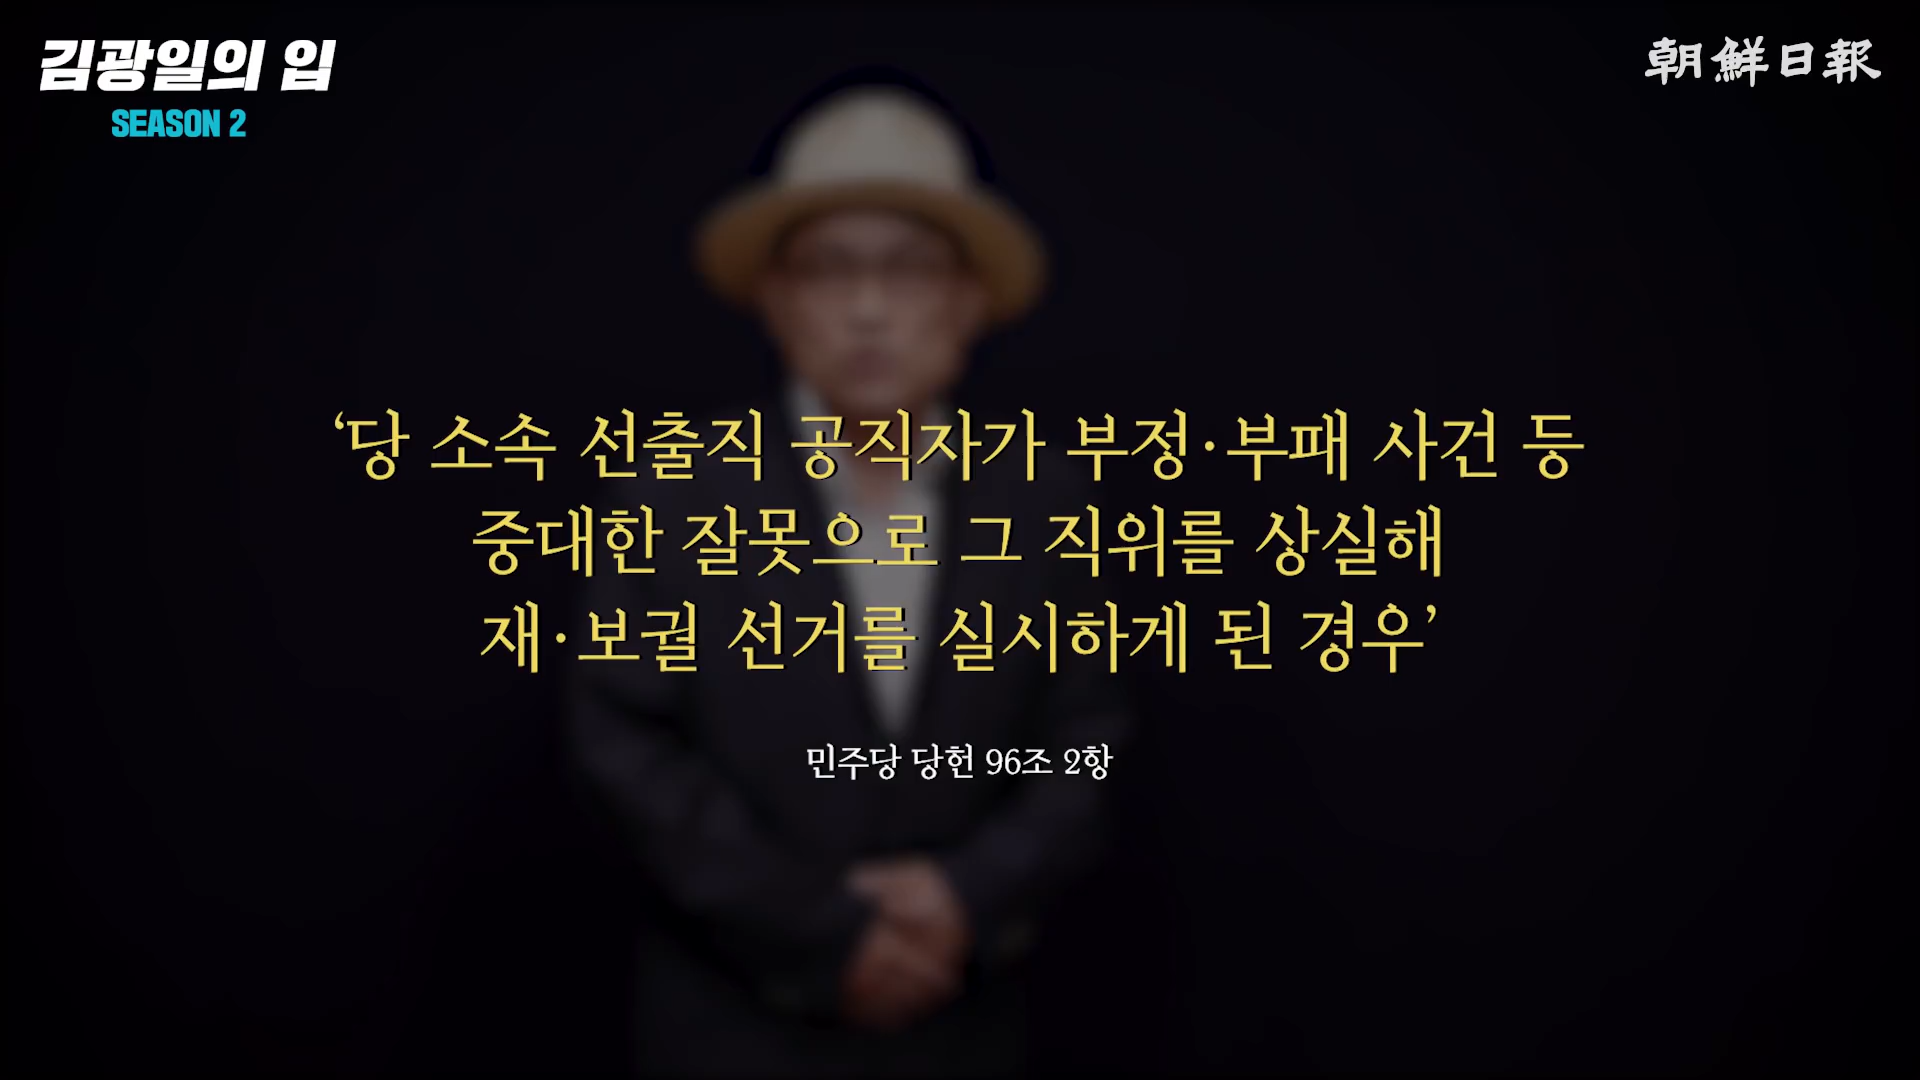 김광일의 입
SEASON 2
朝鮮日報
‘당 소속 선출직 공직자가 부정·부패 사건 등
중대한 잘못으로 그 직위를 상실해
재·보궐 선거를 실시하게 된 경우’
민주당 당헌 96조 2항